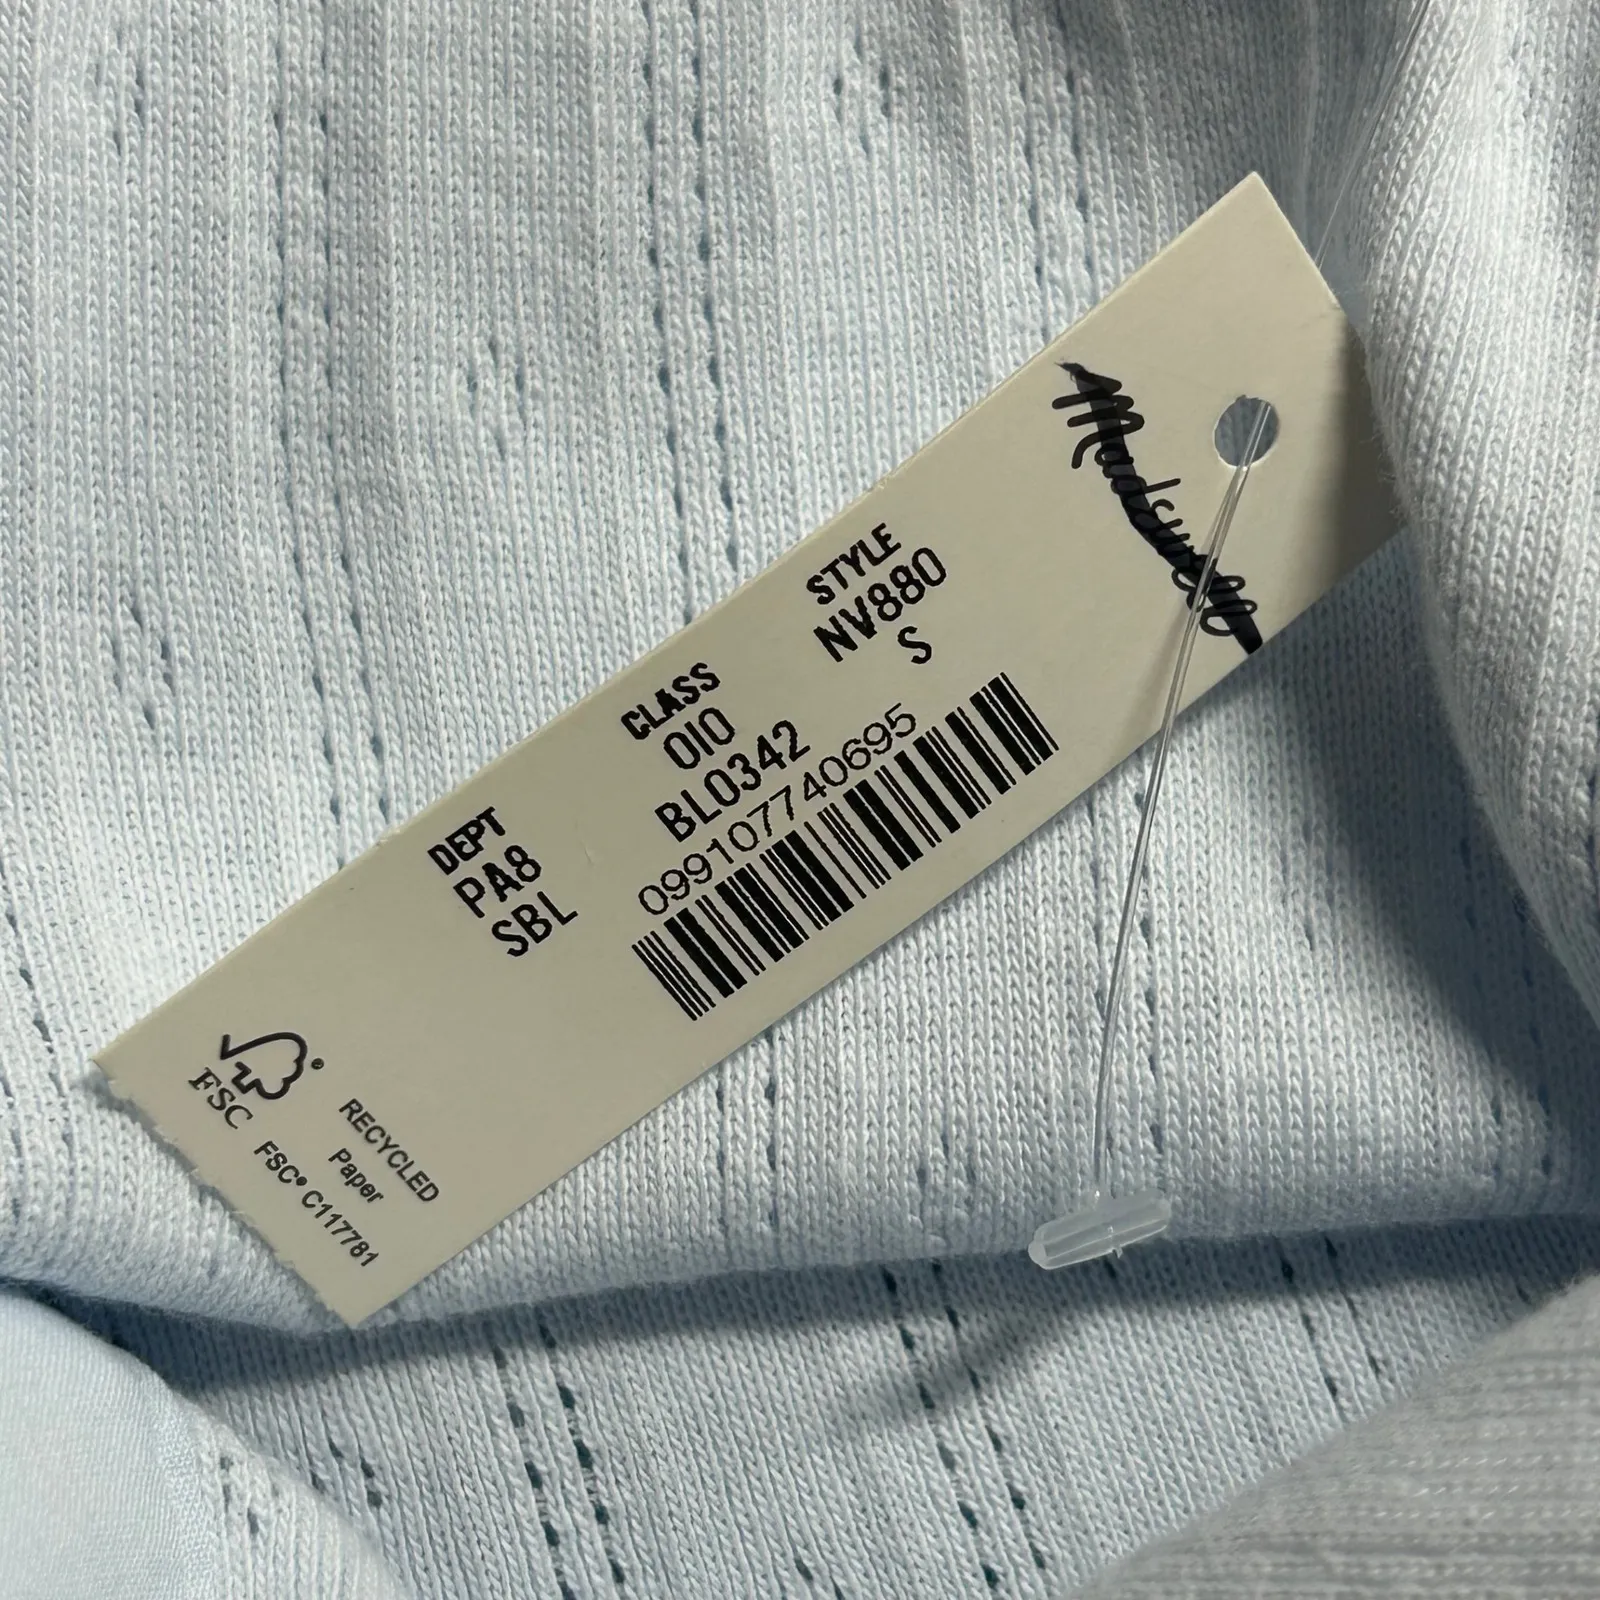 Madewell
STYLE
NV880
S
CLASS
010
BL0342
099107740695
DEPT
PA8
SBL
FSC
RECYCLED
Paper
FSC® C117781